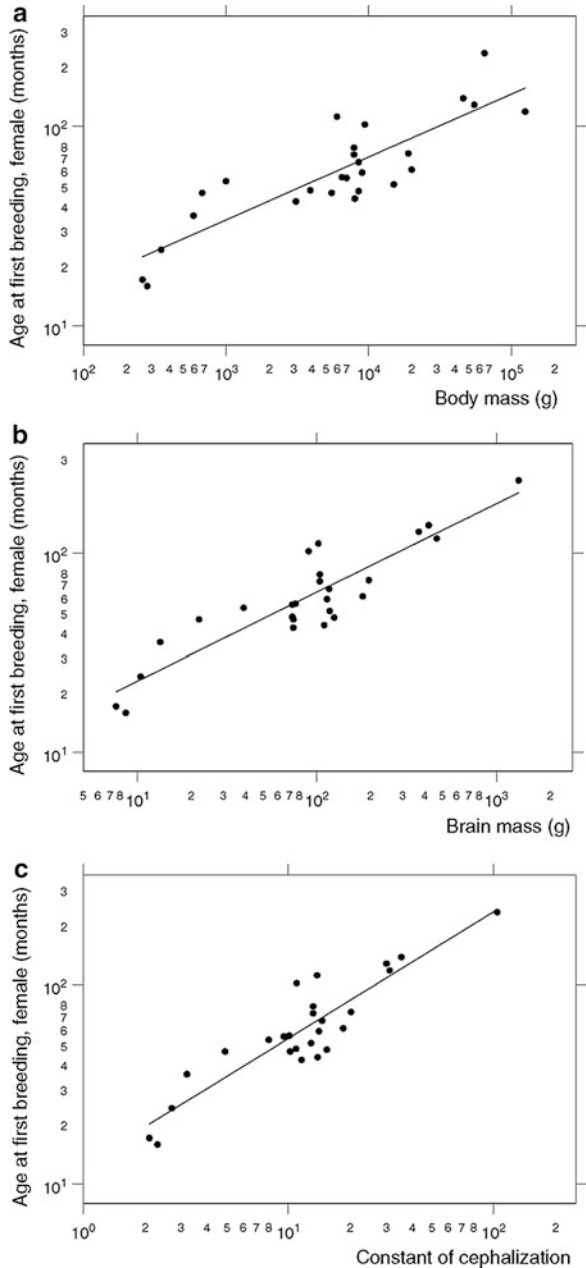 a
Age at first breeding, female (months)
3
2
10²
8
7
6
5
4
3
2
10¹
10² 2 3 4 5 6 7 10³ 2 3 4 5 6 7 10⁴ 2 3 4 5 6 7 10⁵ 2
Body mass (g)
b
Age at first breeding, female (months)
3
2
10²
8
7
6
5
4
3
2
10¹
5 6 7 8 10¹ 2 3 4 5 6 7 8 10² 2 3 4 5 6 7 8 10³ 2
Brain mass (g)
c
Age at first breeding, female (months)
3
2
10²
8
7
6
5
4
3
2
10¹
10⁰ 2 3 4 5 6 7 8 10¹ 2 3 4 5 6 7 8 10² 2
Constant of cephalization